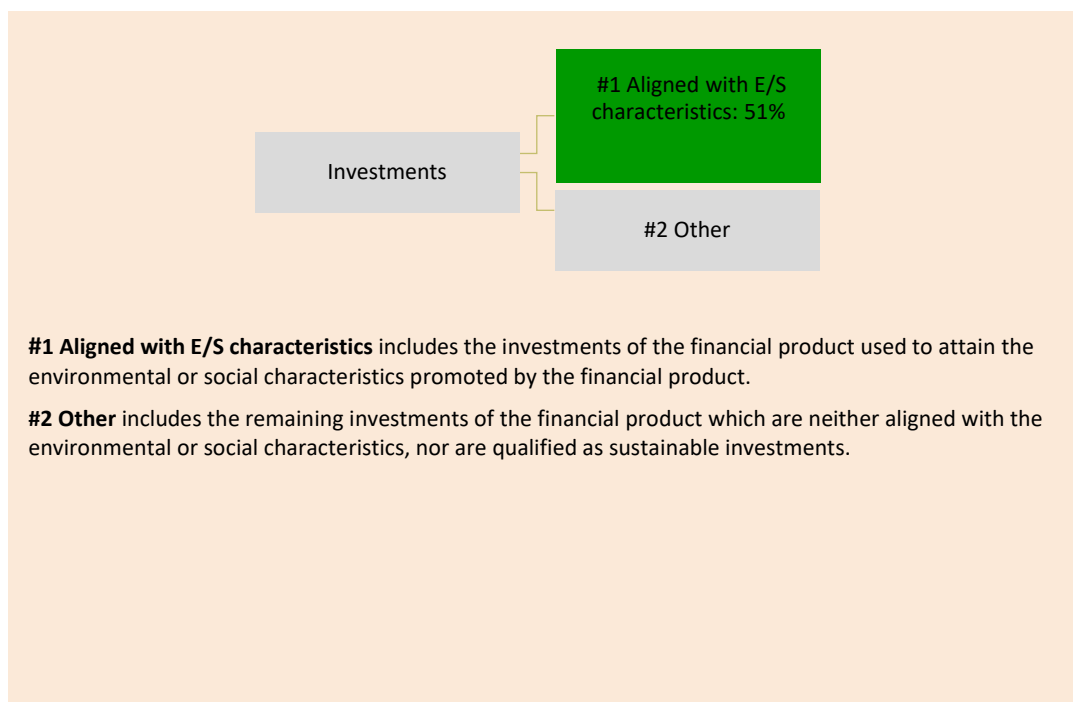 #1 Aligned with E/S
characteristics: 51%
Investments
#2 Other
#1 Aligned with E/S characteristics includes the investments of the financial product used to attain the
environmental or social characteristics promoted by the financial product.
#2 Other includes the remaining investments of the financial product which are neither aligned with the
environmental or social characteristics, nor are qualified as sustainable investments.